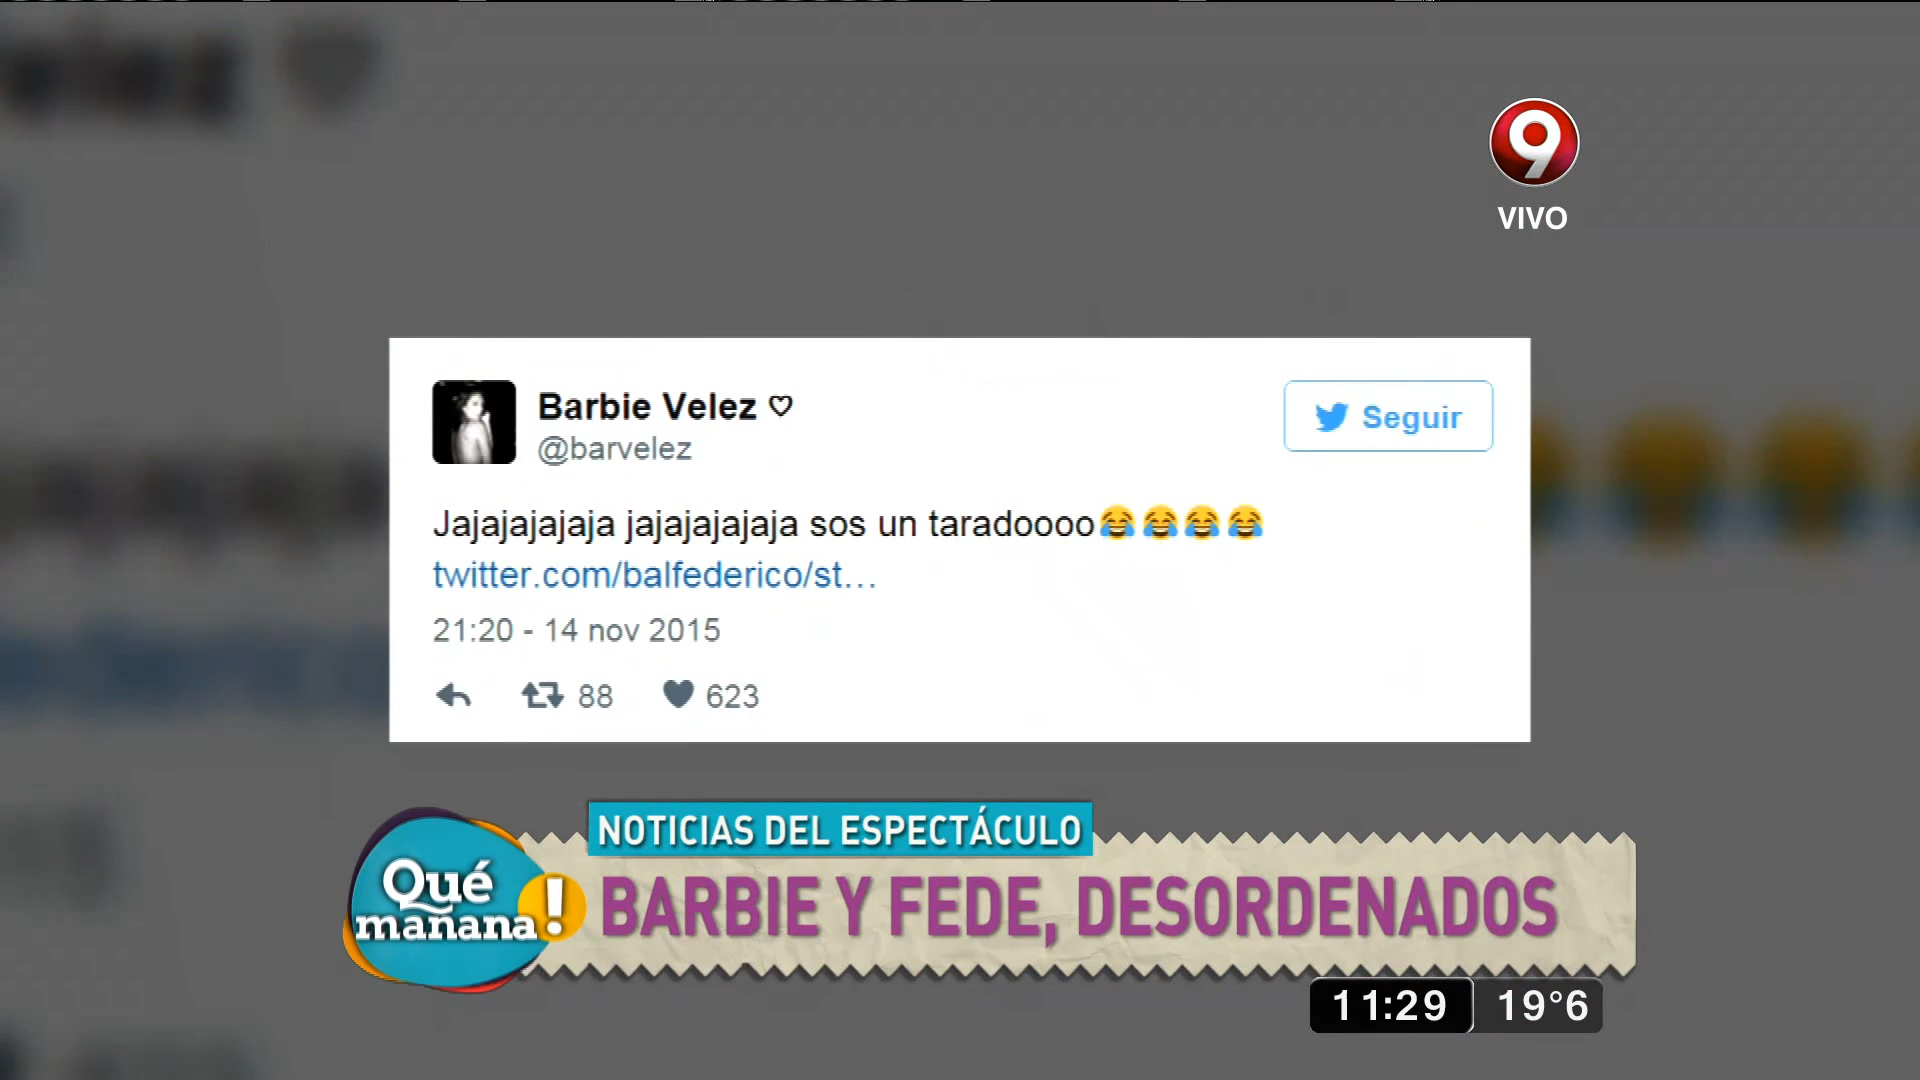 9
VIVO
Barbie Velez ♡
@barvelez
Seguir
Jajajajajaja jajajajajaja sos un taradoooo😂😂😂😂
twitter.com/balfederico/st...
21:20 - 14 nov 2015
88 623
NOTICIAS DEL ESPECTÁCULO
Qué mañana!
BARBIE Y FEDE, DESORDENADOS
11:29 19°6